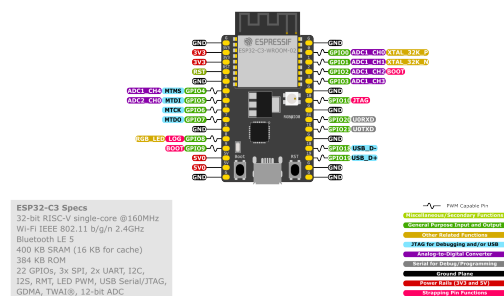 ESPRESSIF
ESP32-C3-WROOM-02
GND
3V3
3V3
RST
GND
ADC1_CH4 MTMS GPIO4
ADC2_CH0 MTDI GPIO5
MTCK GPIO6
MTDO GPIO7
GND
RGB_LED LOG GPIO8
BOOT GPIO9
5V0
5V0
GND
GND
GPIO0 ADC1_CH0 XTAL_32K_P
GPIO1 ADC1_CH1 XTAL_32K_N
GPIO2 ADC1_CH2 BOOT
GPIO3 ADC1_CH3
GND
GPIO10 JTAG
GND
GPIO20 U0RXD
GPIO21 U0TXD
GND
GPIO18 USB_D-
GPIO19 USB_D+
GND
GND
Boot
RST
ESP32-C3 Specs
32-bit RISC-V single-core @160MHz
Wi-Fi IEEE 802.11 b/g/n 2.4GHz
Bluetooth LE 5
400 KB SRAM (16 KB for cache)
384 KB ROM
22 GPIOs, 3x SPI, 2x UART, I2C,
I2S, RMT, LED PWM, USB Serial/JTAG,
GDMA, TWAI®, 12-bit ADC
PWM Capable Pin
Miscellaneous/Secondary Functions
General Purpose Input and Output
Other Related Functions
JTAG for Debugging and/or USB
Analog-to-Digital Converter
Serial for Debug/Programming
Ground Plane
Power Rails (3V3 and 5V)
Strapping Pin Functions